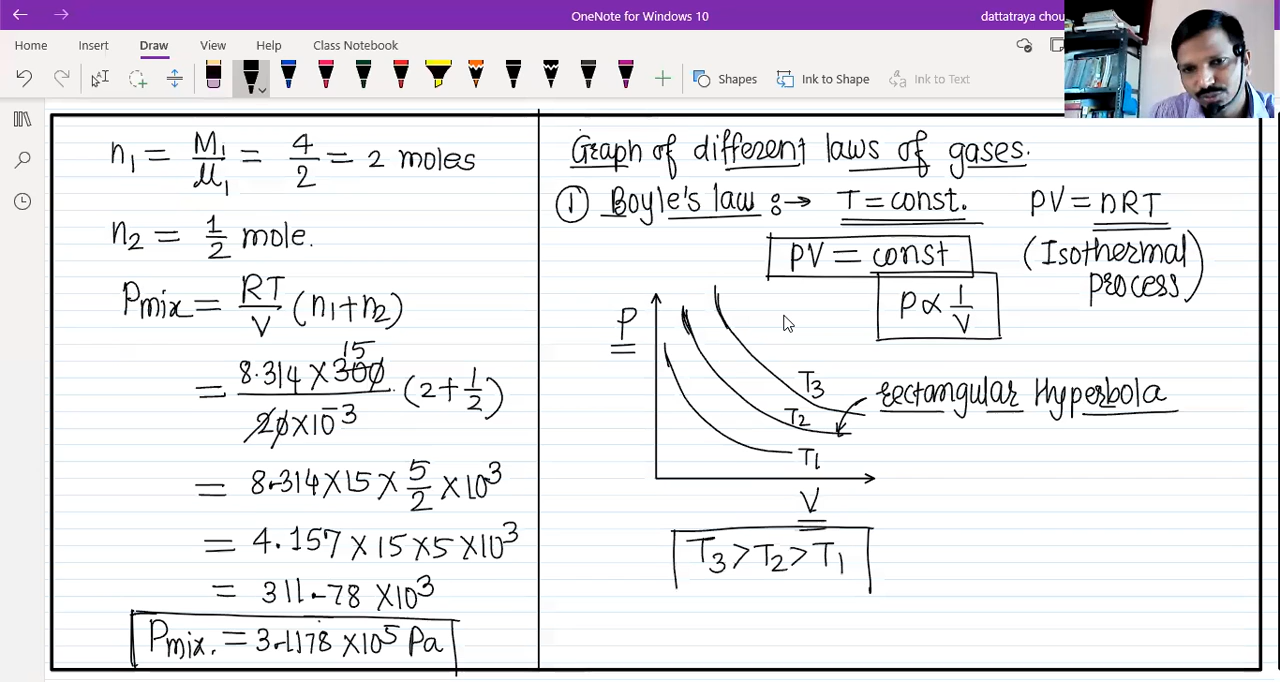 OneNote for Windows 10
dattatraya chou
Home Insert Draw View Help Class Notebook
Shapes Ink to Shape Ink to Text
n1 = M1/μ1 = 4/2 = 2 moles
n2 = 1/2 mole.
Pmix = RT/V (n1+n2)
= 8.314 × 300 15 / 20×10⁻³ (2+1/2)
= 8.314×15×5/2×10³
= 4.157×15×5×10³
= 311.78×10³
Pmix. = 3.1178×10⁵ Pa
Graph of different laws of gases.
① Boyle's law :→ T = const. PV = nRT
PV = const (Isothermal
process)
P ∝ 1/V
P
T3
T2
T1
rectangular Hyperbola
V
T3 > T2 > T1